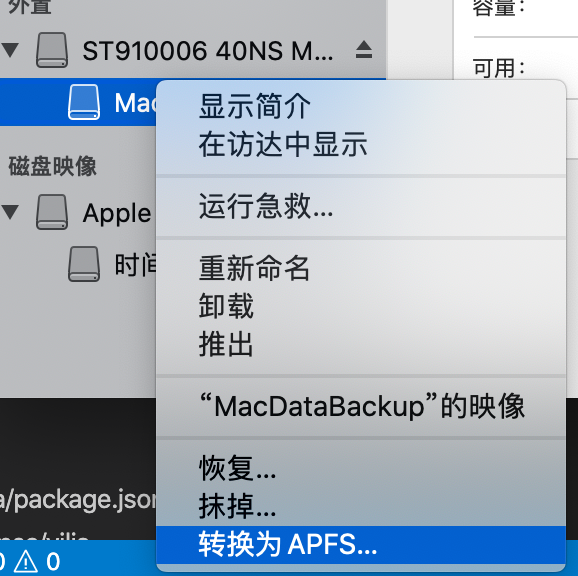 外置
容量：
ST910006 40NS M...
可用：
Mac
显示简介
在访达中显示
磁盘映像
运行急救...
Apple
时间
重新命名
卸载
推出
“MacDataBackup”的映像
恢复...
抹掉...
a/package.json
转换为 APFS...
0